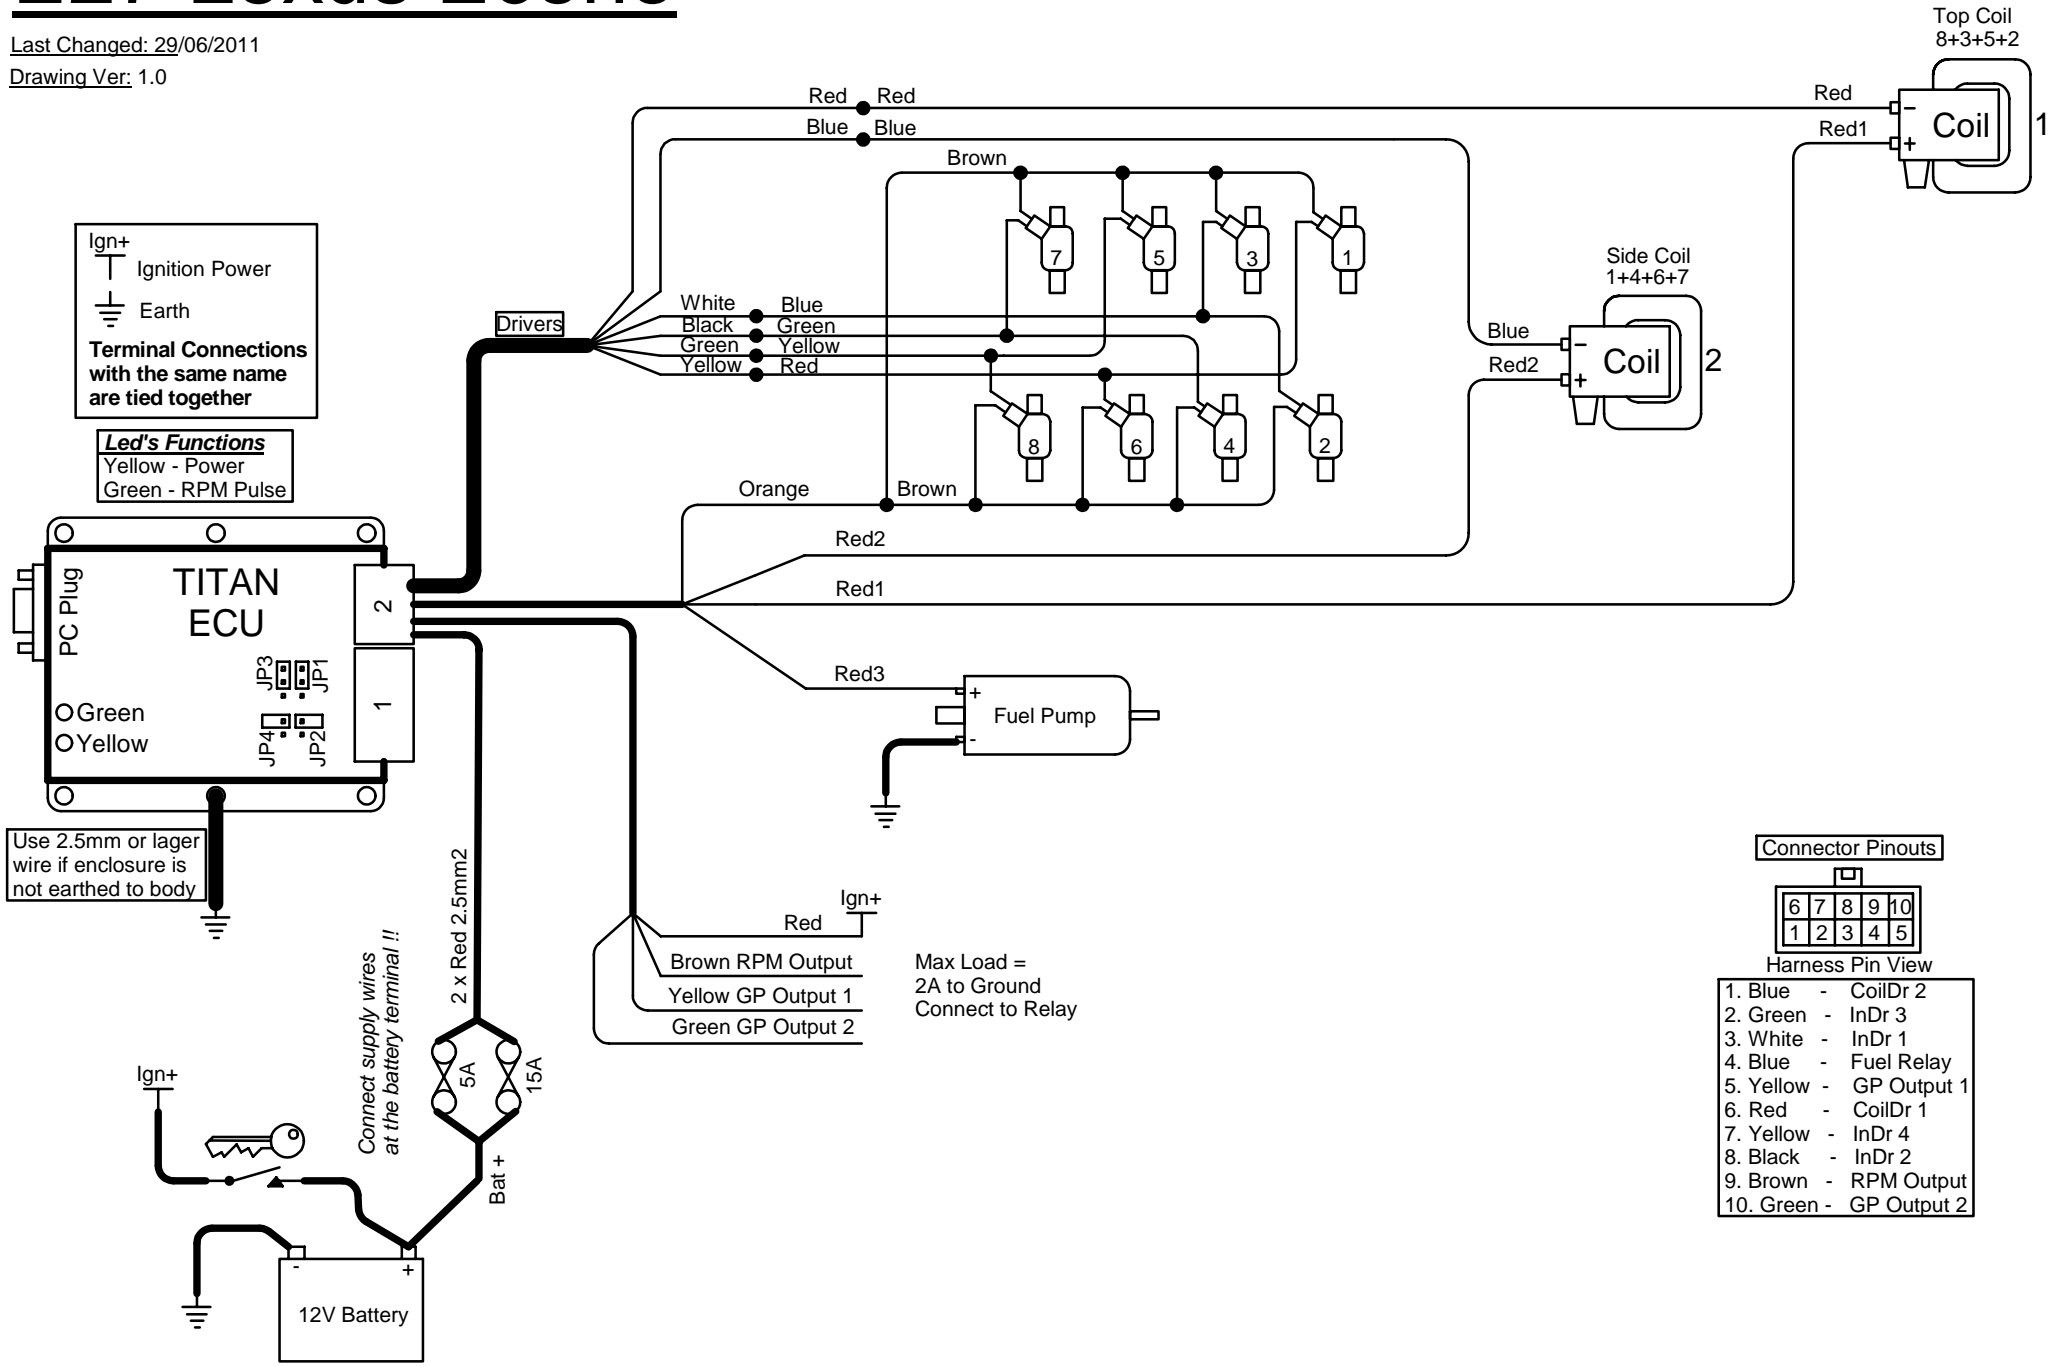 Last Changed: 29/06/2011
Drawing Ver: 1.0
Top Coil
8+3+5+2
Red
Red
Red
Coil
1
Red1
Blue
Blue
Brown
7
5
3
1
Ign+
Ignition Power
Earth
Terminal Connections
with the same name
are tied together
Side Coil
1+4+6+7
Blue
Red2
Coil
2
Drivers
White
Blue
Black
Green
Green
Yellow
Yellow
Red
8
6
4
2
Led's Functions
Yellow - Power
Green - RPM Pulse
Orange
Brown
Red2
Red1
Red3
PC Plug
TITAN
ECU
2
1
JP3
JP1
JP4
JP2
Green
Yellow
+
Fuel Pump
-
Use 2.5mm or lager
wire if enclosure is
not earthed to body
2 x Red 2.5mm2
Connect supply wires
at the battery terminal !!
5A
15A
Bat +
Ign+
Red
Brown RPM Output
Yellow GP Output 1
Green GP Output 2
Max Load =
2A to Ground
Connect to Relay
Ign+
-
+
12V Battery
Connector Pinouts
6 7 8 9 10
1 2 3 4 5
Harness Pin View
1. Blue - CoilDr 2
2. Green - InDr 3
3. White - InDr 1
4. Blue - Fuel Relay
5. Yellow - GP Output 1
6. Red - CoilDr 1
7. Yellow - InDr 4
8. Black - InDr 2
9. Brown - RPM Output
10. Green - GP Output 2